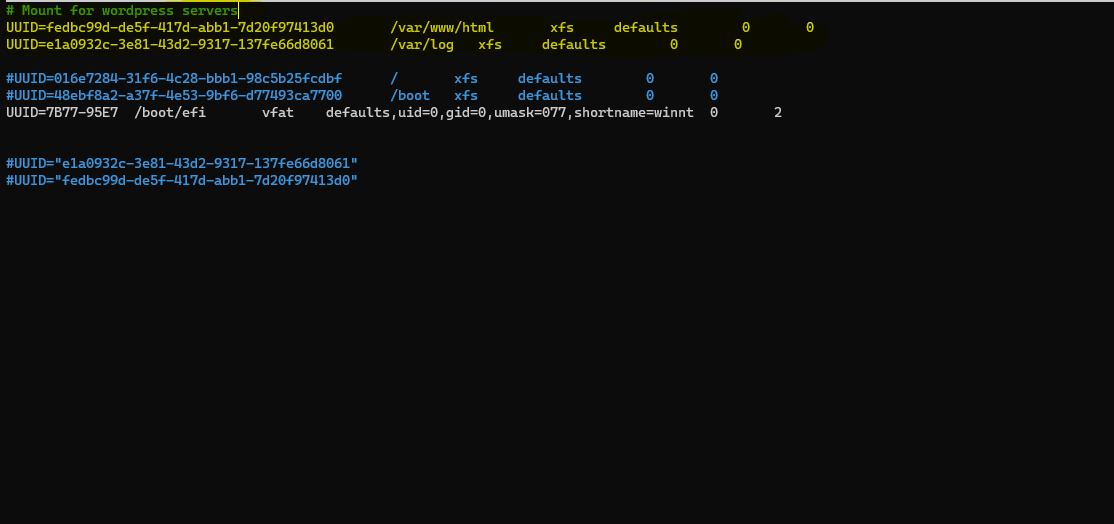 # Mount for wordpress servers
UUID=fedbc99d-de5f-417d-abb1-7d20f97413d0 /var/www/html xfs defaults 0 0
UUID=e1a0932c-3e81-43d2-9317-137fe66d8061 /var/log xfs defaults 0 0
#UUID=016e7284-31f6-4c28-bbb1-98c5b25fcdbf / xfs defaults 0 0
#UUID=48ebf8a2-a37f-4e53-9bf6-d77493ca7700 /boot xfs defaults 0 0
UUID=7B77-95E7 /boot/efi vfat defaults,uid=0,gid=0,umask=077,shortname=winnt 0 2
#UUID="e1a0932c-3e81-43d2-9317-137fe66d8061"
#UUID="fedbc99d-de5f-417d-abb1-7d20f97413d0"